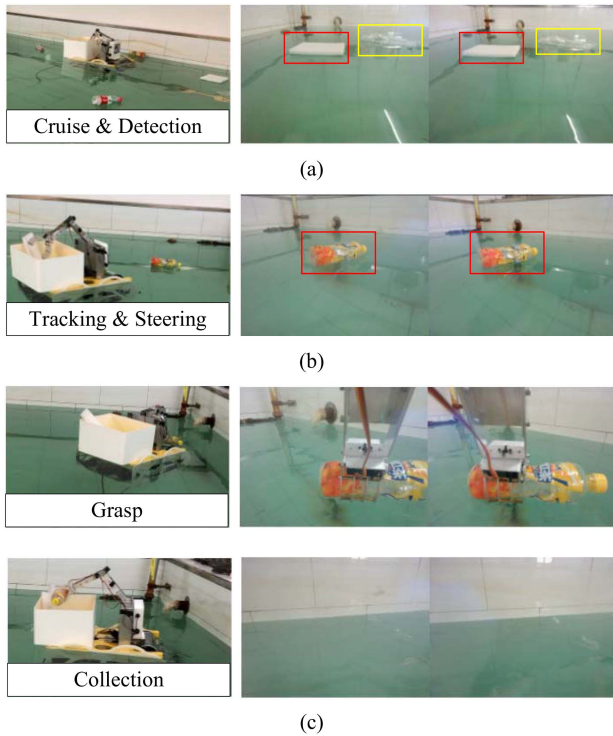 Cruise & Detection
(a)
Tracking & Steering
(b)
Grasp
Collection
(c)